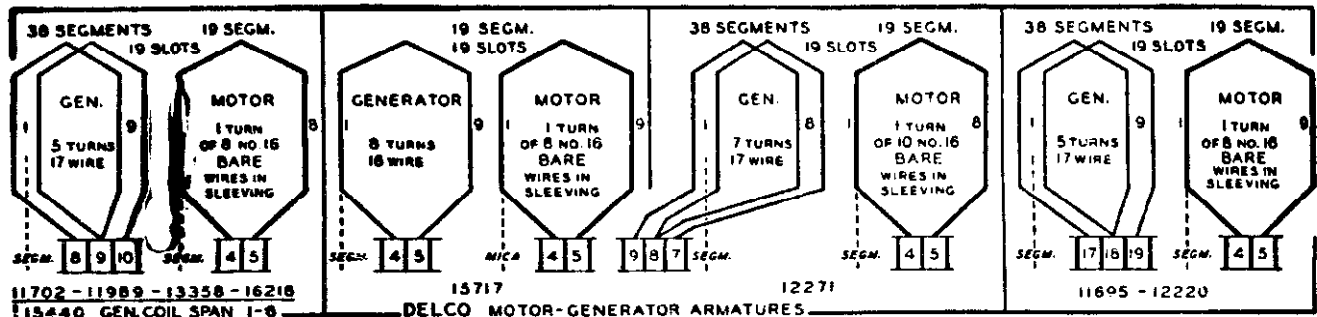 38 SEGMENTS 19 SEGM.
19 SLOTS
GEN.
1
9
5 TURNS
17 WIRE
MOTOR
8
1 TURN
OF 8 NO. 16
BARE
WIRES IN
SLEEVING
SEGM. 8 9 10
SEGM. 4 5
11702-11989-13358-16218
15440 GEN. COIL SPAN 1-8
19 SEGM.
19 SLOTS
GENERATOR
1
9
8 TURNS
16 WIRE
MOTOR
1
9
1 TURN
OF 8 NO. 16
BARE
WIRES IN
SLEEVING
SEGM. 4 5
MICA 4 5
15717
38 SEGMENTS 19 SEGM.
19 SLOTS
GEN.
1
8
7 TURNS
17 WIRE
MOTOR
1
8
1 TURN
OF 10 NO. 16
BARE
WIRES IN
SLEEVING
9 8 7 SEGM.
SEGM. 4 5
12271
38 SEGMENTS 19 SEGM.
19 SLOTS
GEN.
1
9
5 TURNS
17 WIRE
MOTOR
1
9
1 TURN
OF 8 NO. 16
BARE
WIRES IN
SLEEVING
SEGM. 17 18 19
SEGM. 4 5
11695-12220
DELCO MOTOR-GENERATOR ARMATURES